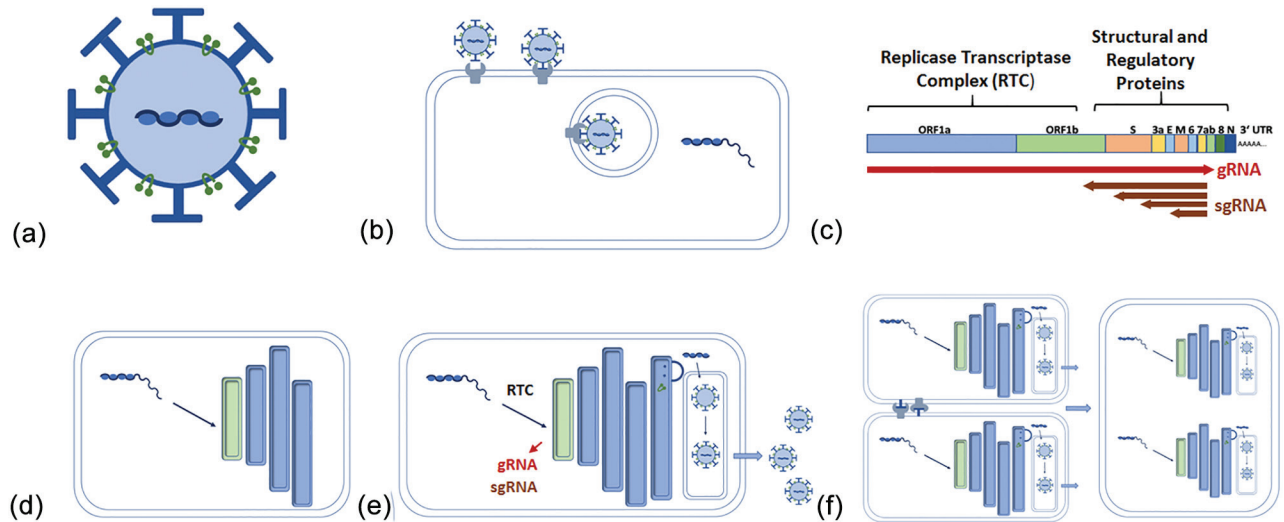 (a)
(b)
Replicase Transcriptase
Complex (RTC)
Structural and
Regulatory
Proteins
ORF1a ORF1b S 3a E M 6 7ab 8 N 3' UTR
AAAAA...
gRNA
sgRNA
(c)
(d)
RTC
gRNA
sgRNA
(e)
(f)